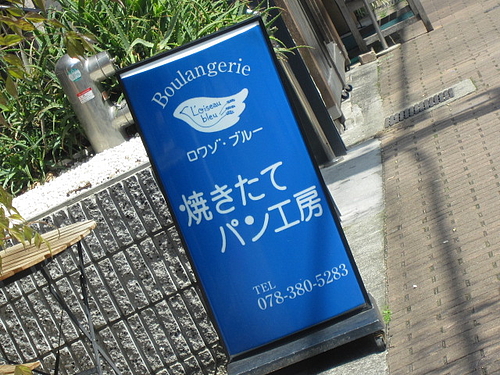 Boulangerie
L'oiseau
bleu
ロワゾ・ブルー
焼きたて
パン工房
TEL
078-380-5283